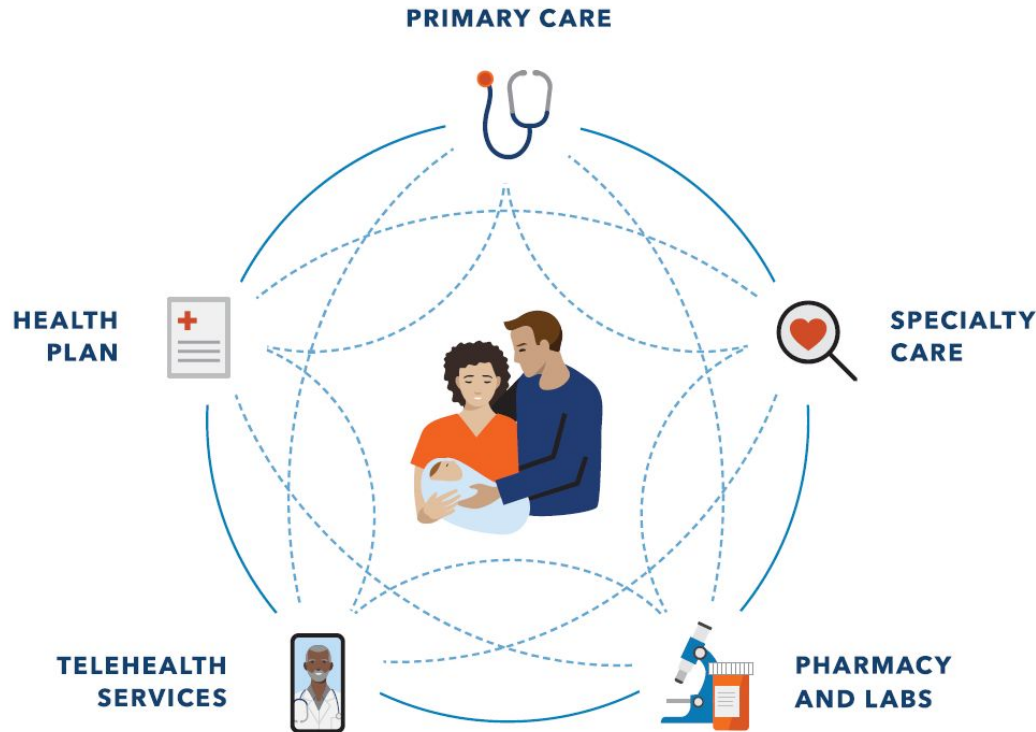 PRIMARY CARE
HEALTH
PLAN
SPECIALTY
CARE
TELEHEALTH
SERVICES
PHARMACY
AND LABS